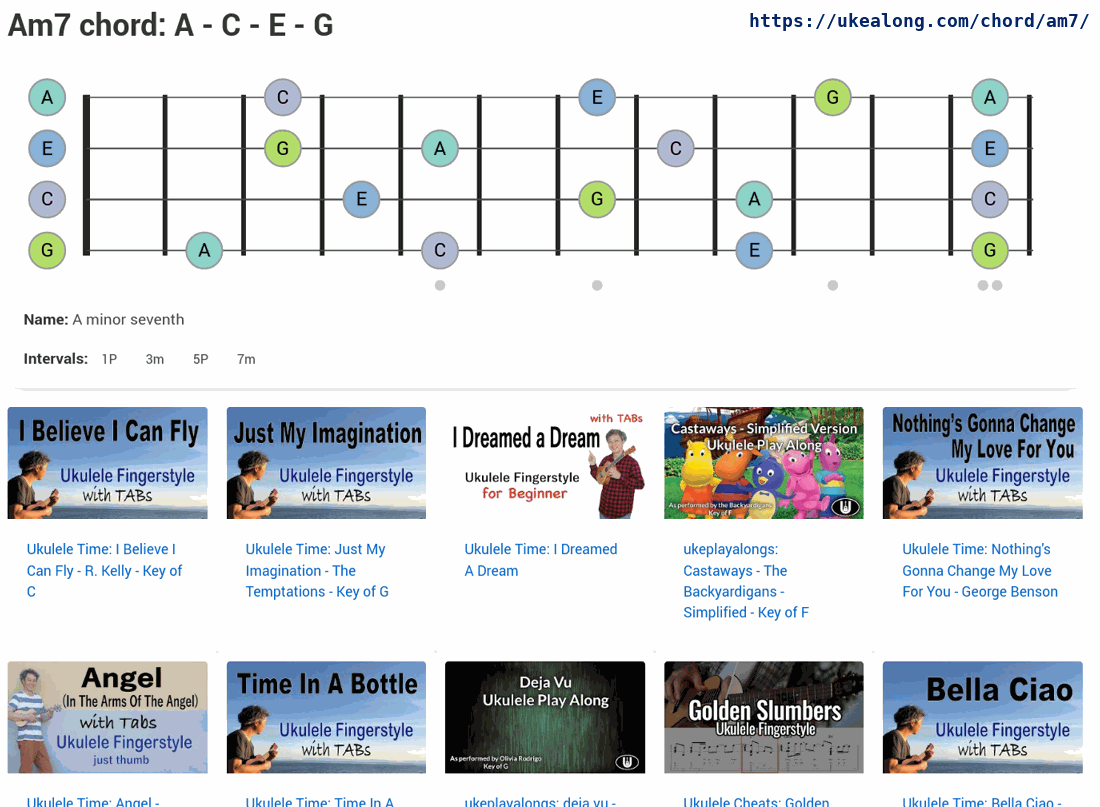 Am7 chord: A - C - E - G
https://ukealong.com/chord/am7/
A C E G A
E G A C E
C E G A C
G A C E G
Name: A minor seventh
Intervals: 1P 3m 5P 7m
I Believe I Can Fly
Ukulele Fingerstyle
with TABs
Just My Imagination
Ukulele Fingerstyle
with TABs
with TABs
I Dreamed a Dream
Ukulele Fingerstyle
for Beginner
Castaways - Simplified Version
Ukulele Play Along
As performed by the Backyardigans
Key of F
Nothing's Gonna Change
My Love For You
Ukulele Fingerstyle
with TABs
Ukulele Time: I Believe I
Can Fly - R. Kelly - Key of
C
Ukulele Time: Just My
Imagination - The
Temptations - Key of G
Ukulele Time: I Dreamed
A Dream
ukeplayalongs:
Castaways - The
Backyardigans -
Simplified - Key of F
Ukulele Time: Nothing's
Gonna Change My Love
For You - George Benson
Angel
(In The Arms Of The Angel)
with Tabs
Ukulele Fingerstyle
just thumb
Time In A Bottle
Ukulele Fingerstyle
with TABs
Deja Vu
Ukulele Play Along
As performed by Olivia Rodrigo
Key of G
Golden Slumbers
Ukulele Fingerstyle
Bella Ciao
Ukulele Fingerstyle
with TABs
Ukulele Time: Angel -
Ukulele Time: Time In A
ukeplayalongs: deja vu -
Ukulele Cheats: Golden
Ukulele Time: Bella Ciao -